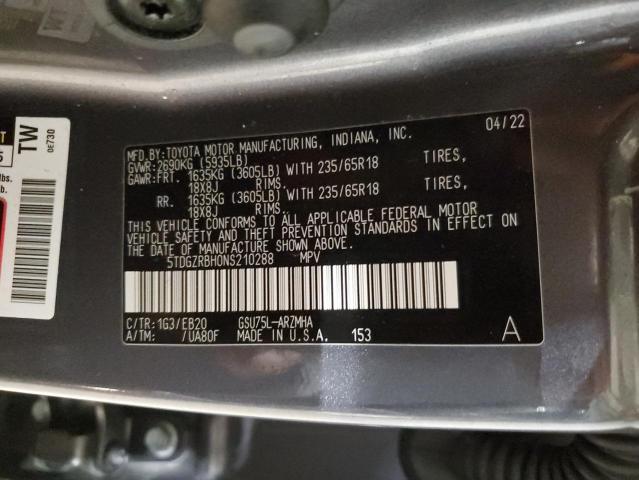 MFD.BY:TOYOTA MOTOR MANUFACTURING, INDIANA, INC. 04/22
GVWR:2690KG (5935LB)
GAWR:FRT. 1635KG (3605LB) WITH 235/65R18 TIRES,
18X8J RIMS.
RR. 1635KG (3605LB) WITH 235/65R18 TIRES,
18X8J RIMS.
THIS VEHICLE CONFORMS TO ALL APPLICABLE FEDERAL MOTOR
VEHICLE SAFETY AND THEFT PREVENTION STANDARDS IN EFFECT ON
THE DATE OF MANUFACTURE SHOWN ABOVE.
5TDGZRBH0NS210288 MPV
C/TR:1G3/EB20 GSU75L-ARZMHA
A/TM: /UA80F MADE IN U.S.A. 153 A
TW
0E730
lbs.
lb.